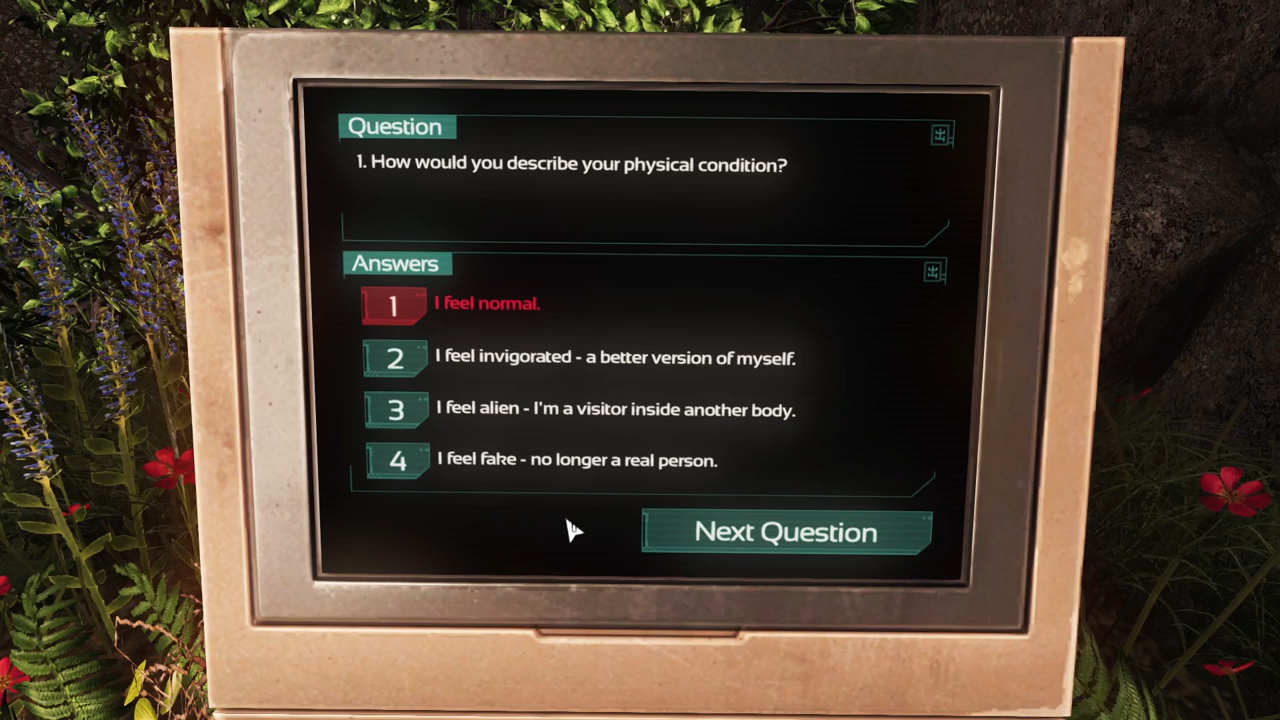 Question
1. How would you describe your physical condition?
Answers
1 I feel normal.
2 I feel invigorated - a better version of myself.
3 I feel alien - I'm a visitor inside another body.
4 I feel fake - no longer a real person.
Next Question